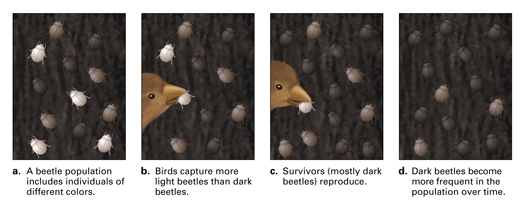 a. A beetle population
includes individuals of
different colors.
b. Birds capture more
light beetles than dark
beetles.
c. Survivors (mostly dark
beetles) reproduce.
d. Dark beetles become
more frequent in the
population over time.